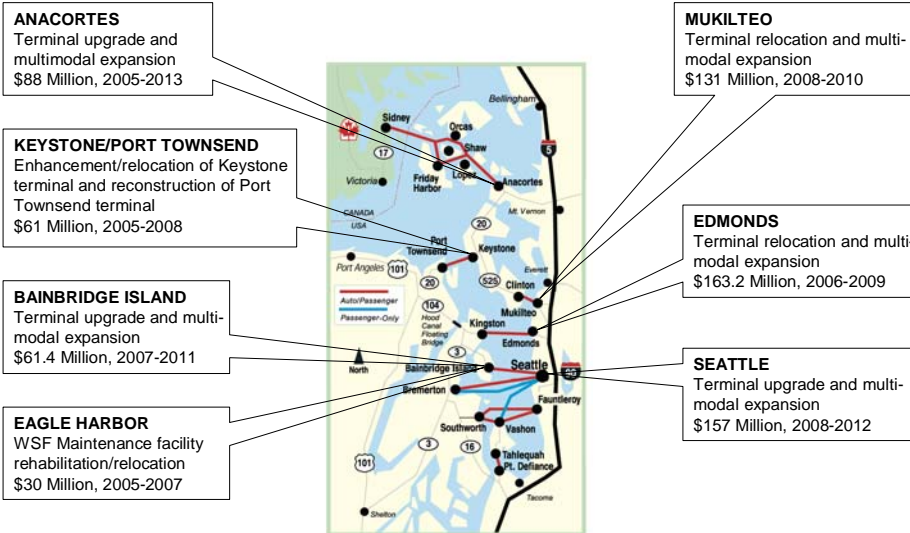 ANACORTES
Terminal upgrade and
multimodal expansion
$88 Million, 2005-2013
KEYSTONE/PORT TOWNSEND
Enhancement/relocation of Keystone
terminal and reconstruction of Port
Townsend terminal
$61 Million, 2005-2008
BAINBRIDGE ISLAND
Terminal upgrade and multi-
modal expansion
$61.4 Million, 2007-2011
EAGLE HARBOR
WSF Maintenance facility
rehabilitation/relocation
$30 Million, 2005-2007
Bellingham
Sidney
Orcas
Shaw
17
5
Lopez
Friday
Harbor
Victoria
Anacortes
CANADA
USA
20
Mt. Vernon
Port
Townsend
Keystone
Port Angeles
101
20
525
Everett
Clinton
Auto/Passenger
Passenger-Only
104
Mukilteo
Hood
Canal
Floating
Bridge
Kingston
Edmonds
3
North
Bainbridge Island
Seattle
90
Bremerton
Fauntleroy
Southworth
Vashon
3
16
101
Tahlequah
Pt. Defiance
Tacoma
Shelton
MUKILTEO
Terminal relocation and multi-
modal expansion
$131 Million, 2008-2010
EDMONDS
Terminal relocation and multi-
modal expansion
$163.2 Million, 2006-2009
SEATTLE
Terminal upgrade and multi-
modal expansion
$157 Million, 2008-2012